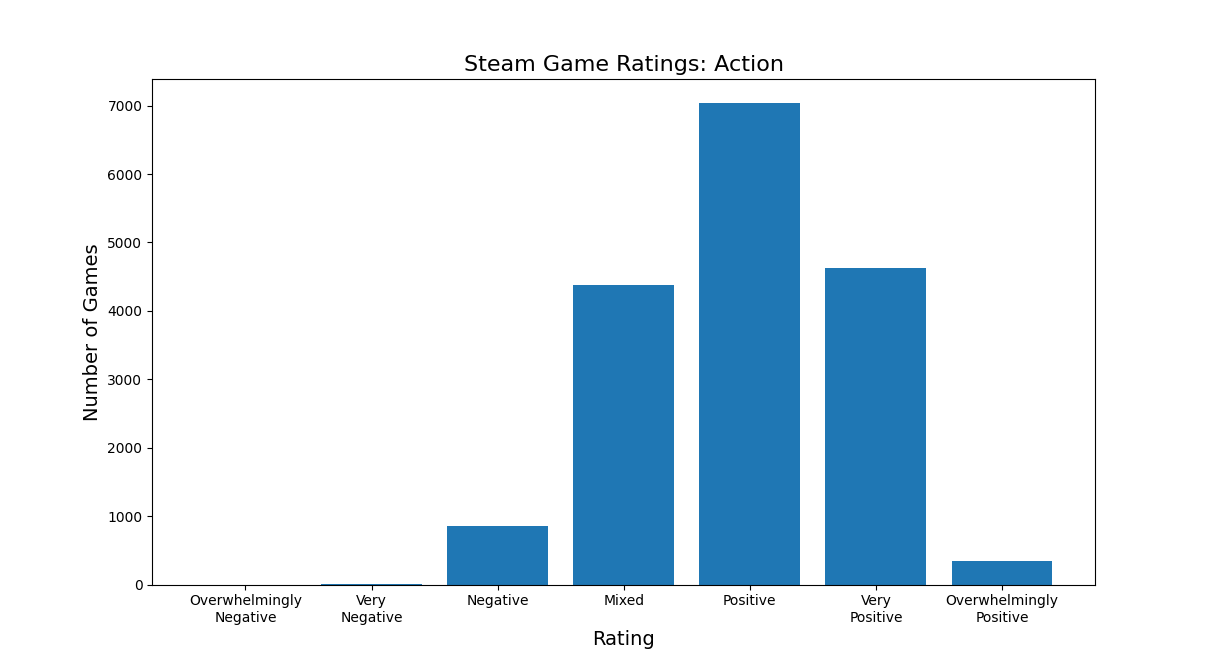 Steam Game Ratings: Action
7000
6000
5000
4000
3000
2000
1000
0
Number of Games
Overwhelmingly
Negative
Very
Negative
Negative
Mixed
Positive
Very
Positive
Overwhelmingly
Positive
Rating